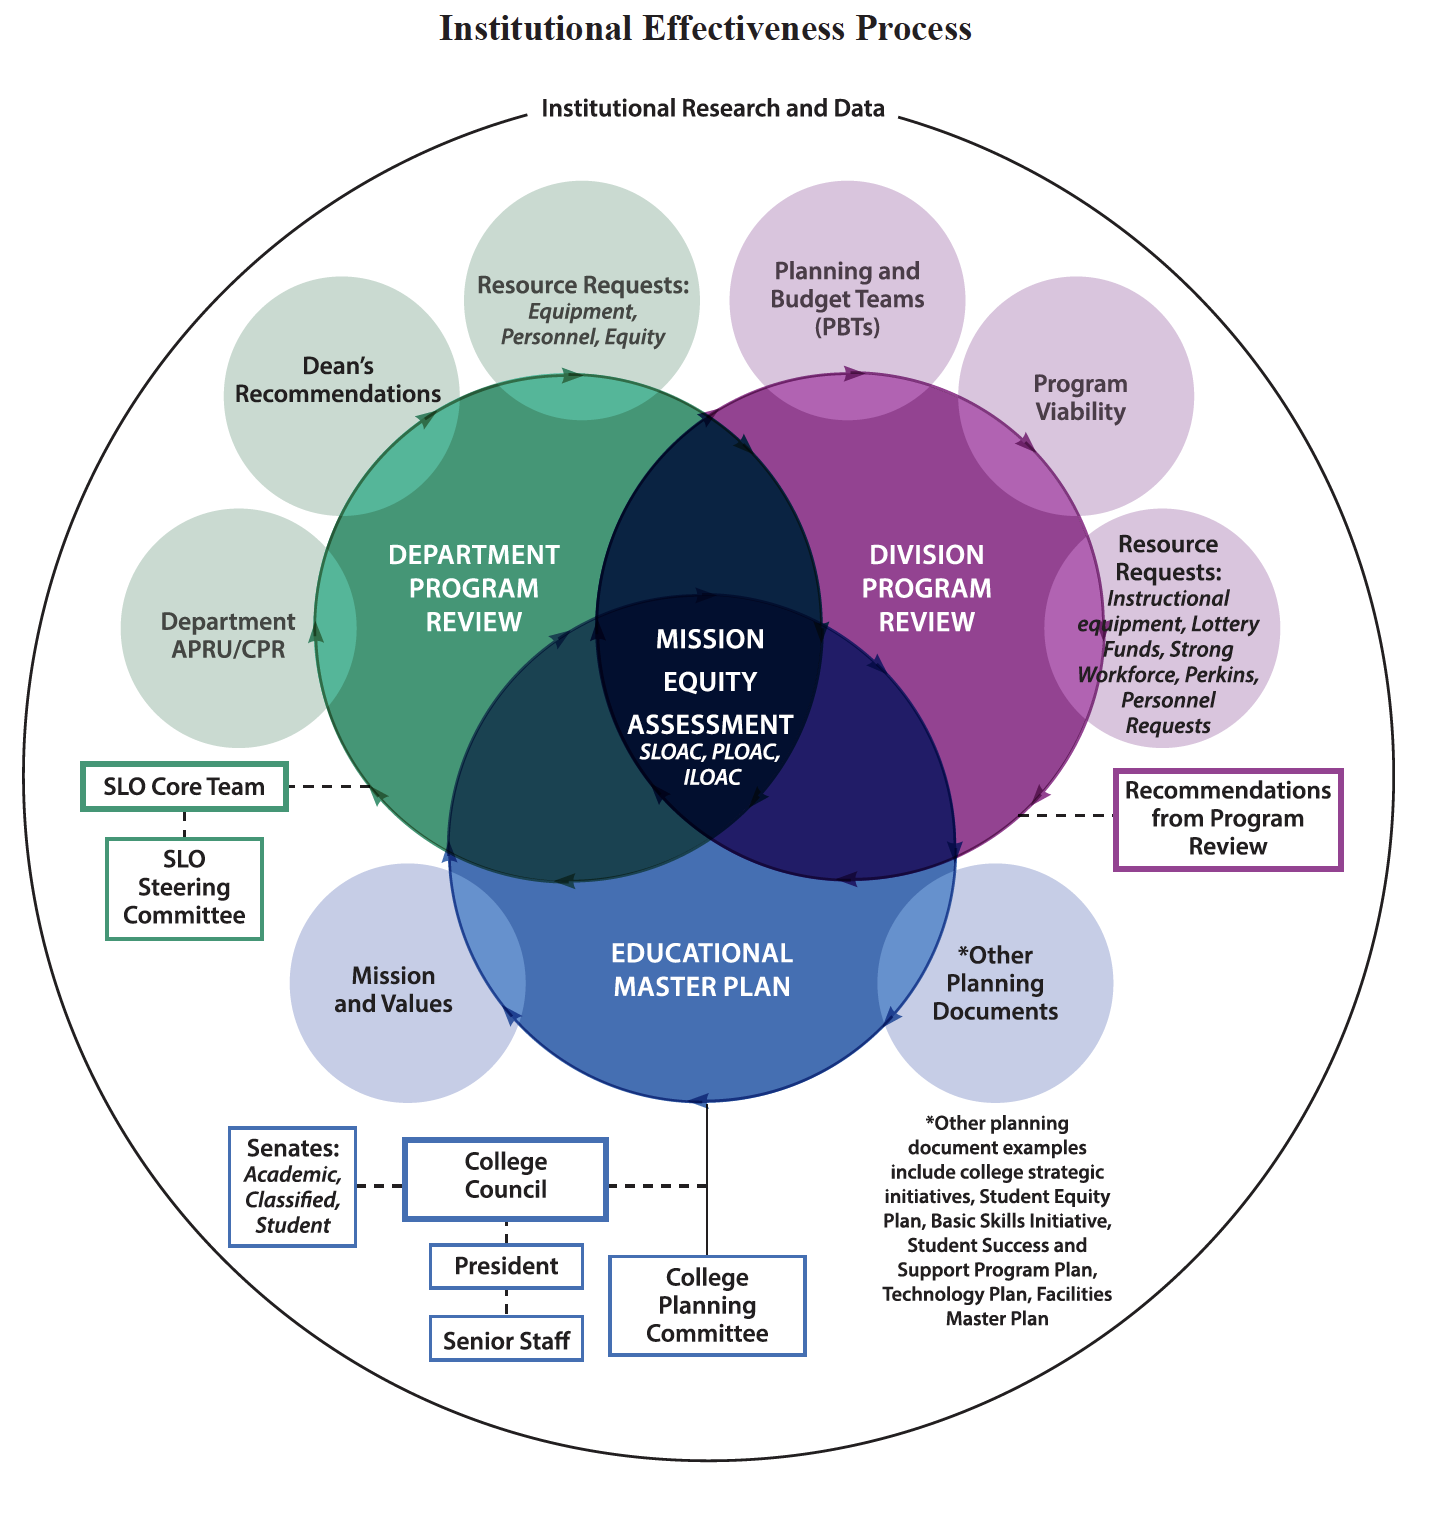 Institutional Effectiveness Process
Institutional Research and Data
Resource Requests:
Equipment,
Personnel, Equity
Planning and
Budget Teams
(PBTs)
Dean’s
Recommendations
Program
Viability
Department
APRU/CPR
DEPARTMENT
PROGRAM
REVIEW
DIVISION
PROGRAM
REVIEW
Resource
Requests:
Instructional
equipment, Lottery
Funds, Strong
Workforce, Perkins,
Personnel
Requests
MISSION
EQUITY
ASSESSMENT
SLOAC, PLOAC,
ILOAC
SLO Core Team
SLO
Steering
Committee
Recommendations
from Program
Review
Mission
and Values
EDUCATIONAL
MASTER PLAN
*Other
Planning
Documents
Senates:
Academic,
Classified,
Student
College
Council
President
Senior Staff
College
Planning
Committee
*Other planning
document examples
include college strategic
initiatives, Student Equity
Plan, Basic Skills Initiative,
Student Success and
Support Program Plan,
Technology Plan, Facilities
Master Plan